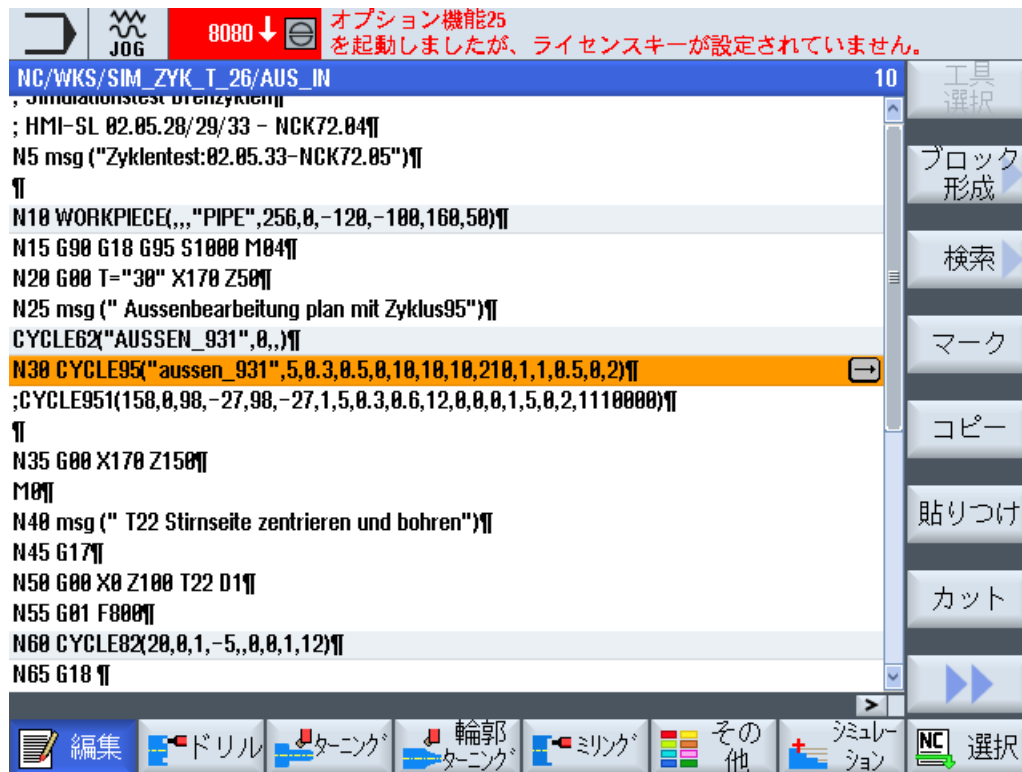 JOG
8080
オプション機能25
を起動しましたが、ライセンスキーが設定されていません。
NC/WKS/SIM_ZYK_T_26/AUS_IN 10
; Simulationstest Drehzyklen¶
; HMI-SL 02.05.28/29/33 - NCK72.04¶
N5 msg ("Zyklentest:02.05.33-NCK72.05")¶
¶
N10 WORKPIECE(,,,"PIPE",256,0,-120,-100,160,50)¶
N15 G90 G18 G95 S1000 M04¶
N20 G00 T="30" X170 Z50¶
N25 msg (" Aussenbearbeitung plan mit Zyklus95")¶
CYCLE62("AUSSEN_931",0,,)¶
N30 CYCLE95("aussen_931",5,0.3,0.5,0,10,10,10,210,1,1,0.5,0,2)¶
;CYCLE951(158,0,98,-27,98,-27,1,5,0.3,0.6,12,0,0,0,1,5,0,2,1110000)¶
¶
N35 G00 X170 Z150¶
M0¶
N40 msg (" T22 Stirnseite zentrieren und bohren")¶
N45 G17¶
N50 G00 X0 Z100 T22 D1¶
N55 G01 F800¶
N60 CYCLE82(20,0,1,-5,,0,0,1,12)¶
N65 G18 ¶
工具
選択
ブロック
形成
検索
マーク
コピー
貼りつけ
カット
編集
ドリル
ターニング
輪郭
ターニング
ミリング
その
他
シミュレー
ション
NC
選択